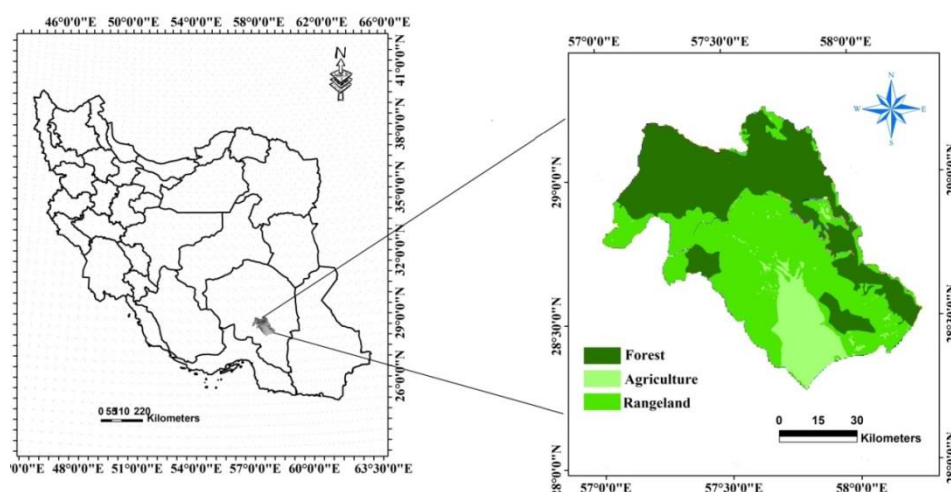 46°0'0"E 50°0'0"E 54°0'0"E 58°0'0"E 62°0'0"E 66°0'0"E
N
41°0'0"N
38°0'0"N
35°0'0"N
32°0'0"N
29°0'0"N
26°0'0"N
0 55110 220
Kilometers
48°0'0"E 51°0'0"E 54°0'0"E 57°0'0"E 60°0'0"E 63°30'E
57°0'0"E 57°30'0"E 58°0'0"E
N
W E
S
29°0'0"N
28°30'0"N
28°0'0"N
Forest
Agriculture
Rangeland
0 15 30
Kilometers
57°0'0"E 57°30'0"E 58°0'0"E